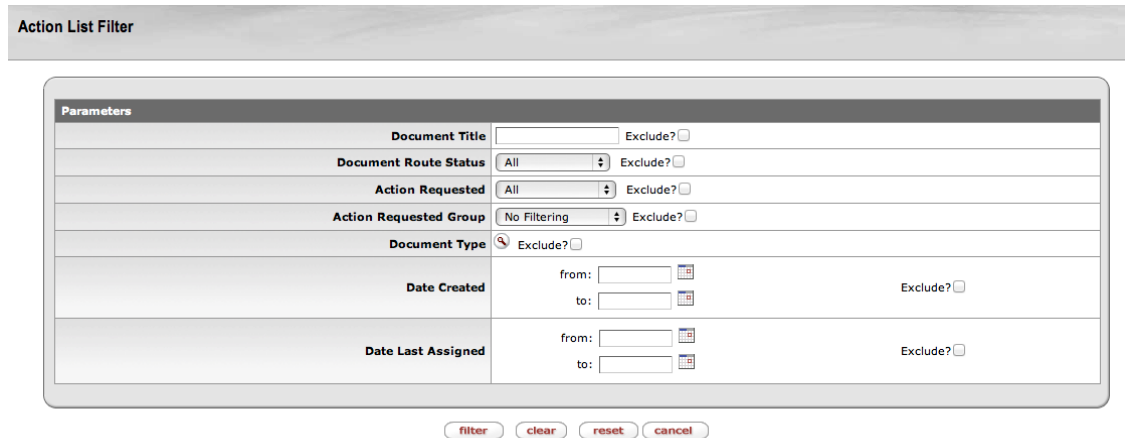 Action List Filter
Parameters
Document Title Exclude?
Document Route Status All Exclude?
Action Requested All Exclude?
Action Requested Group No Filtering Exclude?
Document Type Exclude?
from:
Date Created Exclude?
to:
from:
Date Last Assigned Exclude?
to:
filter clear reset cancel